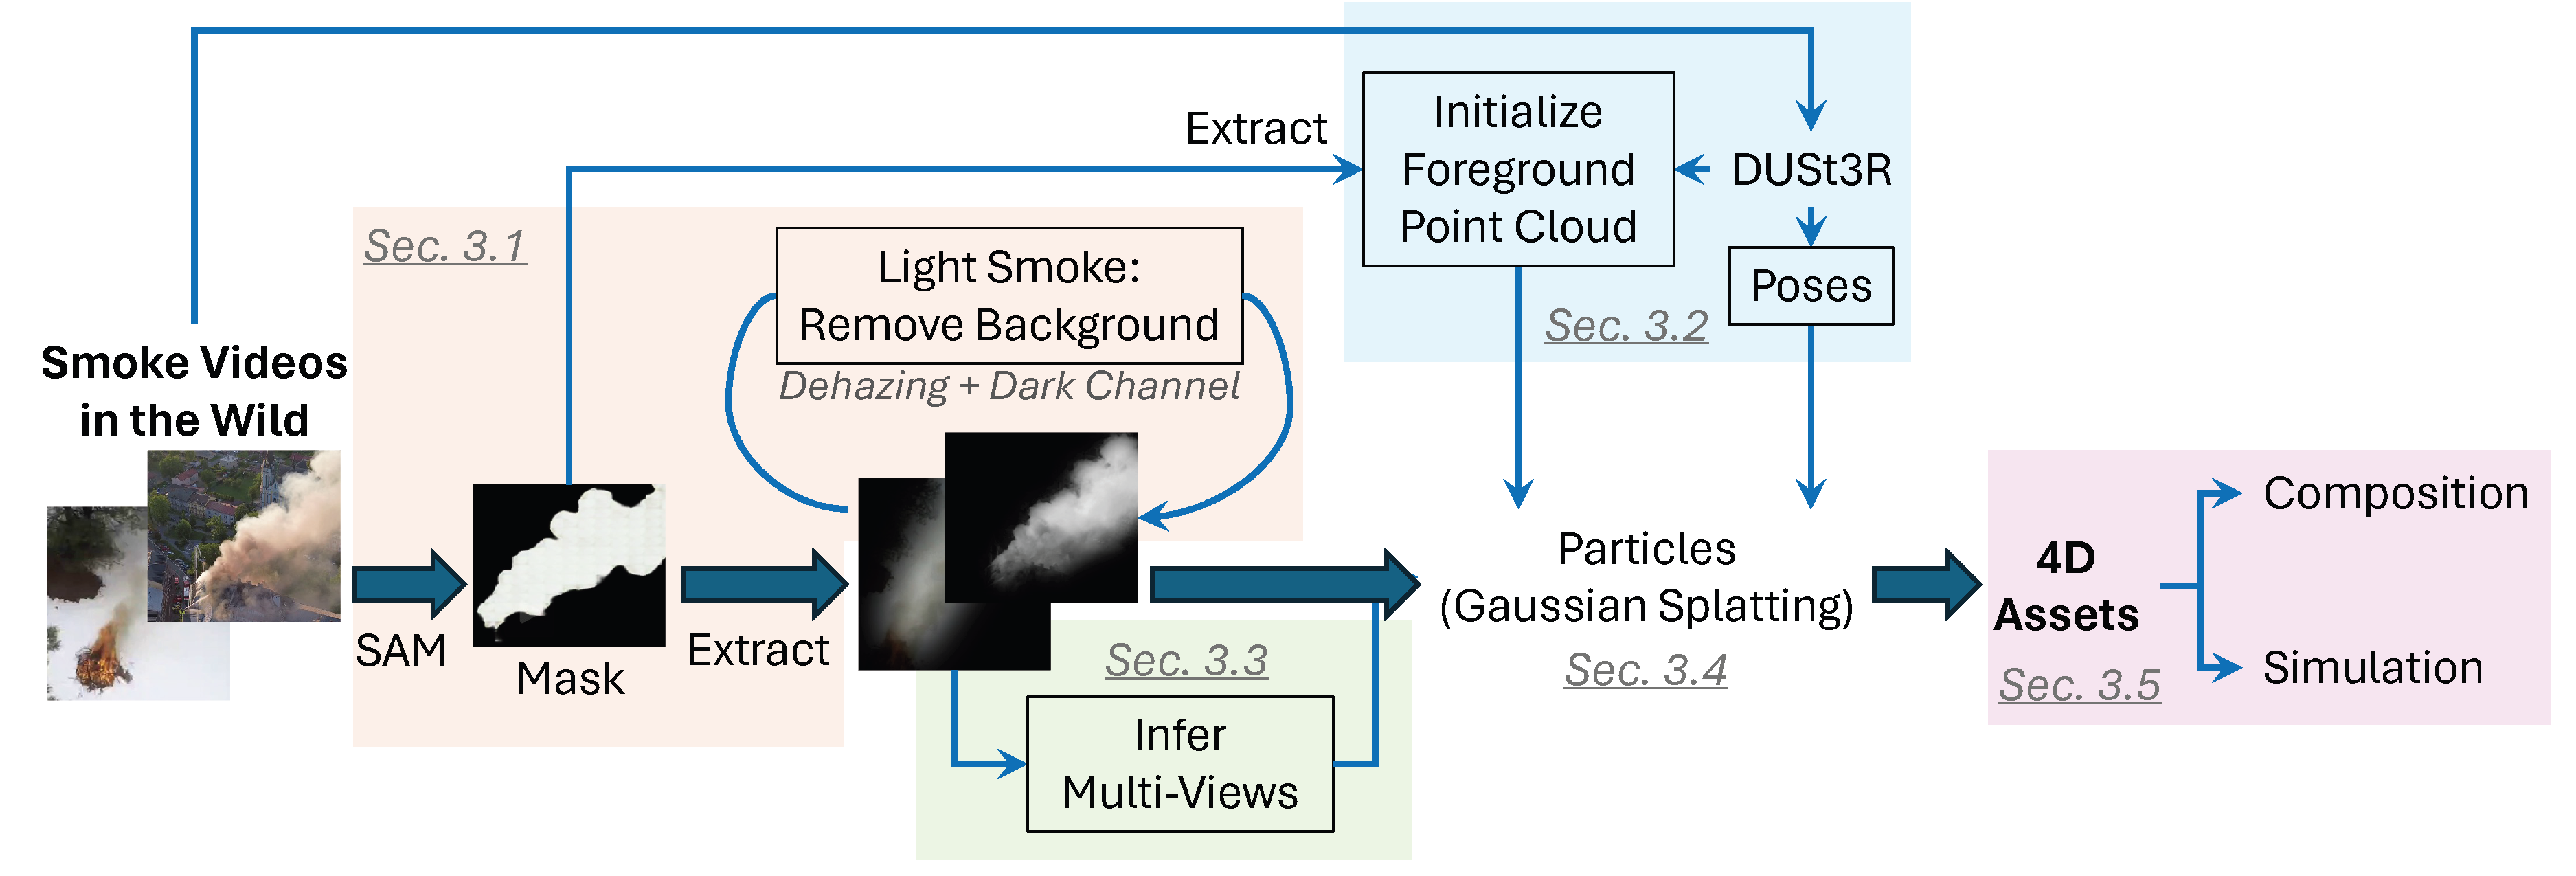 Smoke Videos
in the Wild
SAM
Sec. 3.1
Mask
Extract
Light Smoke:
Remove Background
Dehazing + Dark Channel
Extract
Initialize
Foreground
Point Cloud
DUSt3R
Poses
Sec. 3.2
Sec. 3.3
Infer
Multi-Views
Particles
(Gaussian Splatting)
Sec. 3.4
4D
Assets
Sec. 3.5
Composition
Simulation